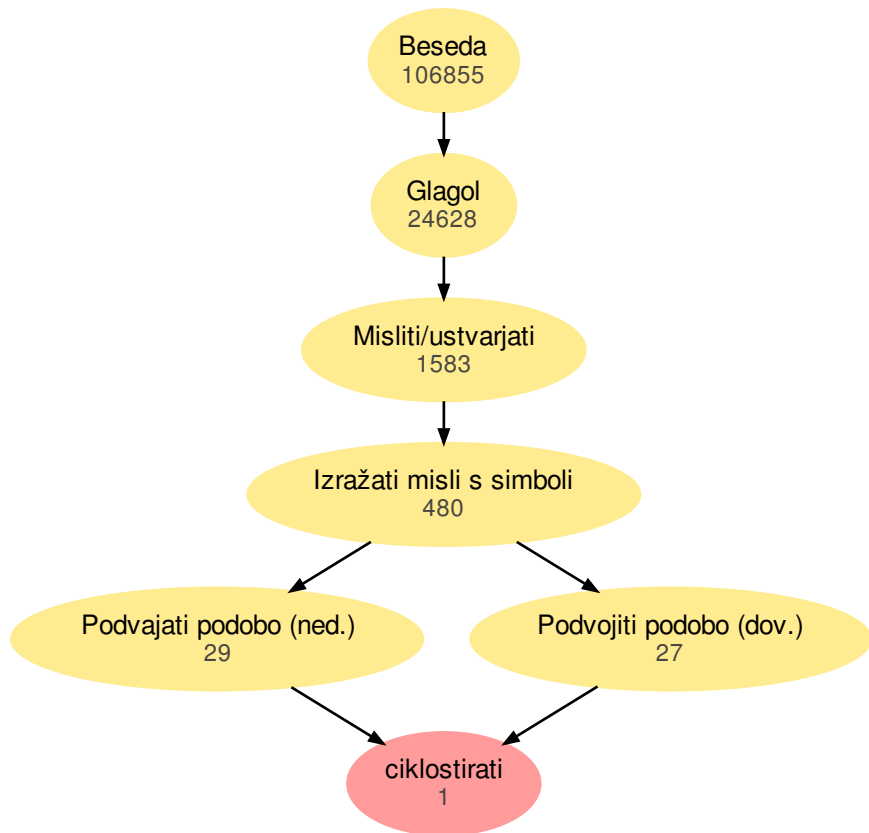 Beseda
106855
Glagol
24628
Misliti/ustvarjati
1583
Izražati misli s simboli
480
Podvajati podobo (ned.)
29
Podvojiti podobo (dov.)
27
ciklostirati
1